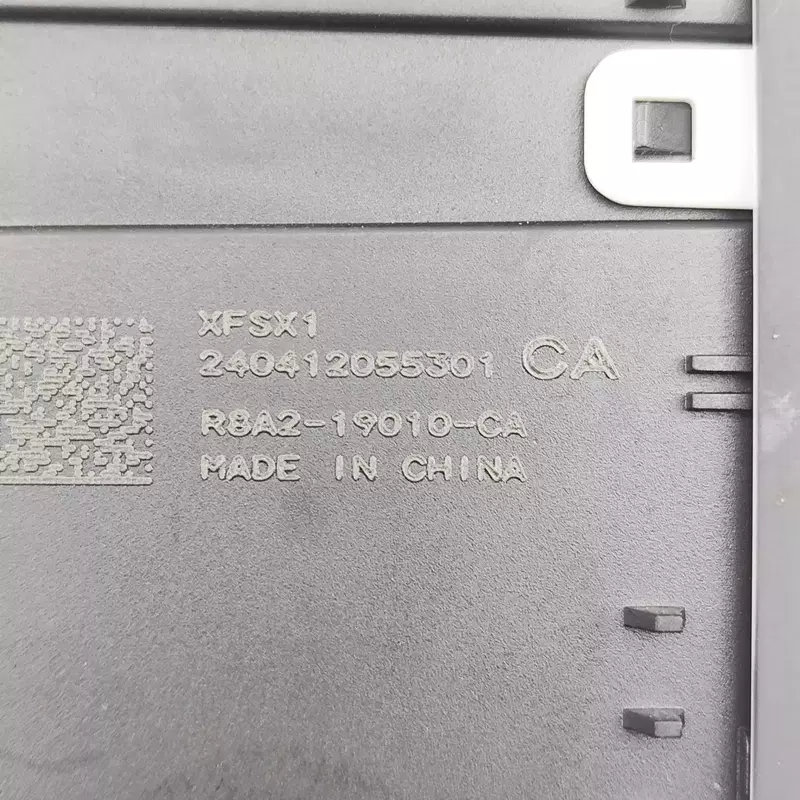 XFSX1
240412055301 CA
R8A2-19010-CA
MADE IN CHINA